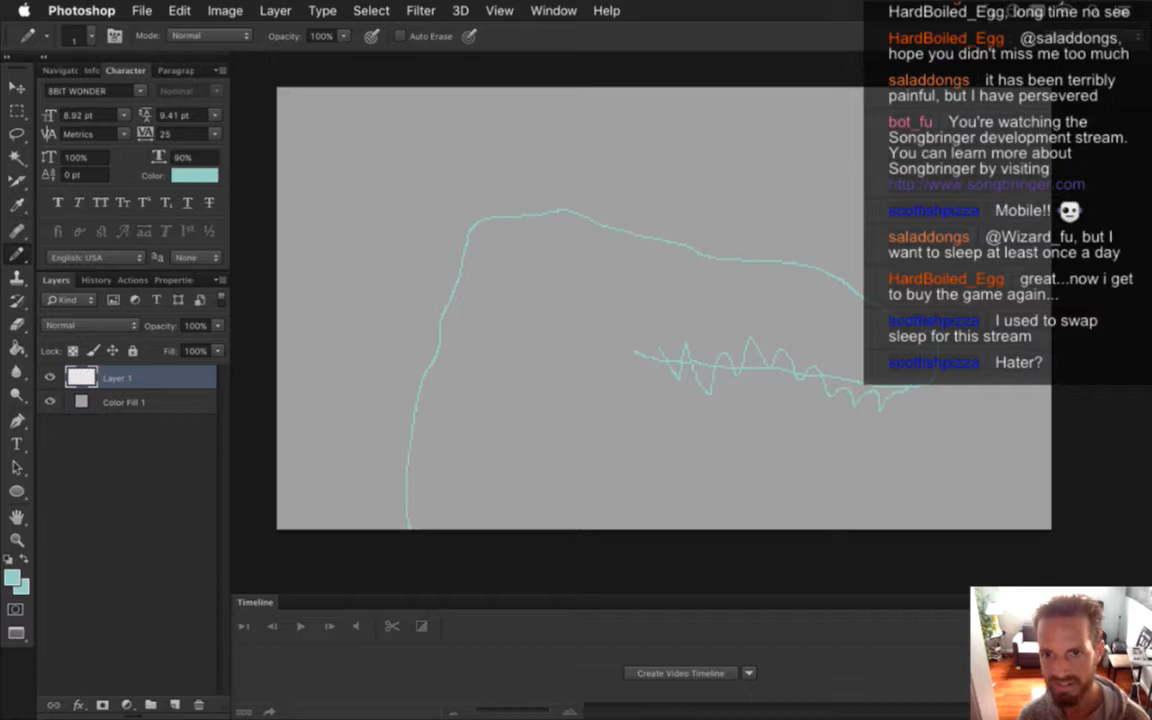 Photoshop File Edit Image Layer Type Select Filter 3D View Window Help
1 Mode: Normal Opacity: 100% Auto Erase
Navigate Info Character Paragrap
8BIT WONDER Nominal
8.92 pt 9.41 pt
Metrics 25
100% 90%
0 pt Color:
English: USA None
Layers History Actions Propertie
Kind
Normal Opacity: 100%
Lock: Fill: 100%
Layer 1
Color Fill 1
Timeline
Create Video Timeline
HardBoiled_Egg, long time no see
HardBoiled_Egg @saladdongs,
hope you didn't miss me too much
saladdongs it has been terribly
painful, but I have persevered
bot_fu You're watching the
Songbringer development stream.
You can learn more about
Songbringer by visiting
http://www.songbringer.com
scottishpizza Mobile!!
saladdongs @Wizard_fu, but I
want to sleep at least once a day
HardBoiled_Egg great...now i get
to buy the game again...
scottishpizza I used to swap
sleep for this stream
scottishpizza Hater?